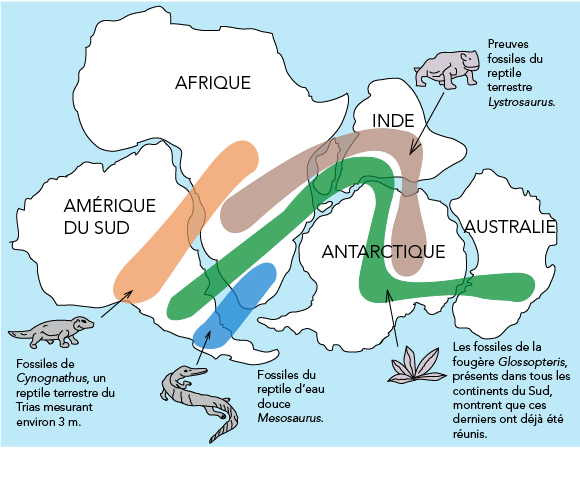 Preuves
fossiles du
reptile
terrestre
Lystrosaurus.
AFRIQUE
INDE
AMÉRIQUE
DU SUD
AUSTRALIE
ANTARCTIQUE
Fossiles de
Cynognathus, un
reptile terrestre du
Trias mesurant
environ 3 m.
Fossiles du
reptile d'eau
douce
Mesosaurus.
Les fossiles de la
fougère Glossopteris,
présents dans tous les
continents du Sud,
montrent que ces
derniers ont déjà été
réunis.